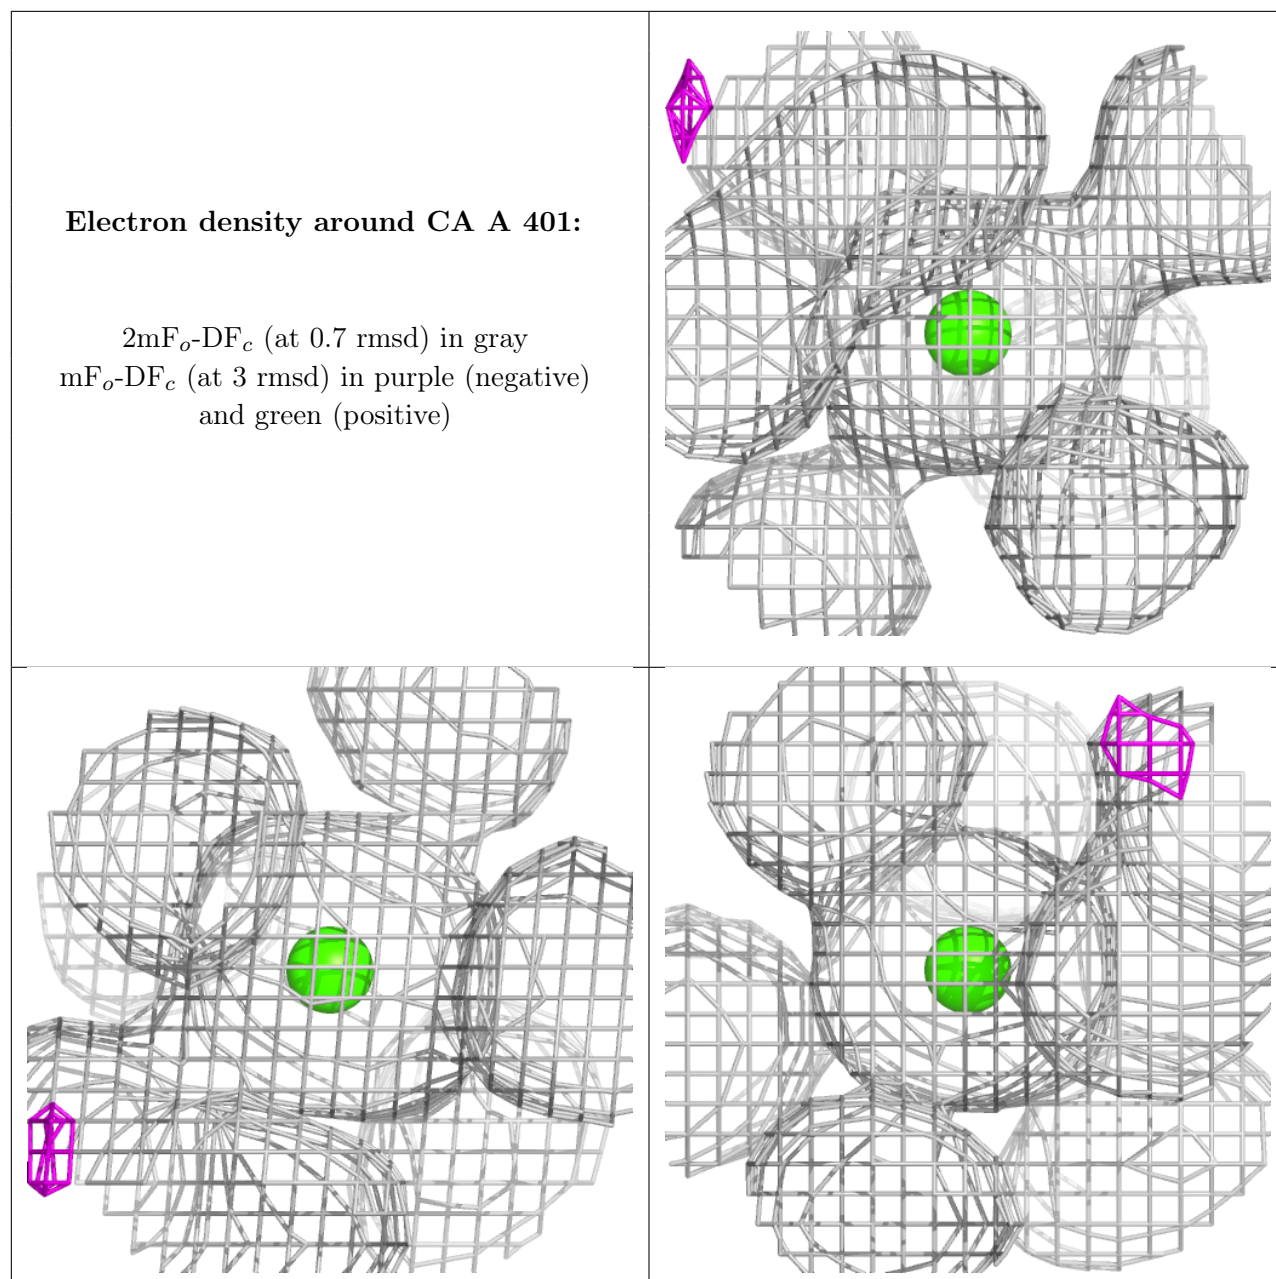 Electron density around CA A 401:
2mFo-DFc (at 0.7 rmsd) in gray
mFo-DFc (at 3 rmsd) in purple (negative)
and green (positive)